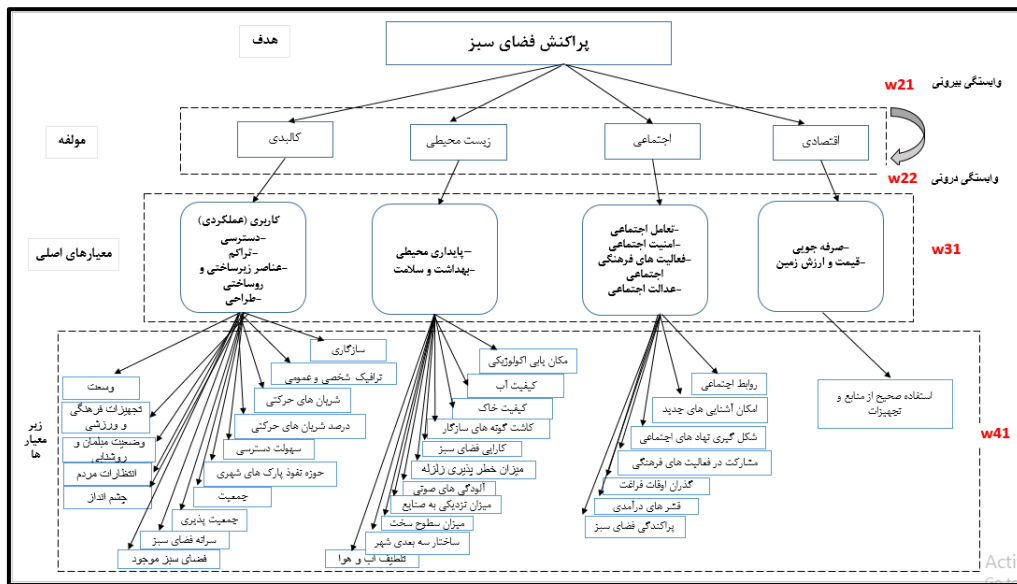 هدف
پراکنش فضای سبز
وابستگی بیرونی
w21
مولفه
اقتصادی
اجتماعی
زیست محیطی
کالبدی
وابستگی درونی
w22
معیارهای اصلی
w31
-صرفه جویی
-قیمت و ارزش زمین
-تعامل اجتماعی
-امنیت اجتماعی
-فعالیت های فرهنگی
اجتماعی
-عدالت اجتماعی
-پایداری محیطی
-بهداشت و سلامت
کاربری (عملکردی)
-دسترسی
-تراکم
-عناصر زیرساختی و
روساختی
-طراحی
زیر
معیار
ها
w41
استفاده صحیح از منابع و
تجهیزات
روابط اجتماعی
امکان آشنایی های جدید
شکل گیری نهاد های اجتماعی
مشارکت در فعالیت های فرهنگی
گذران اوقات فراغت
قشر های درآمدی
پراکندگی فضای سبز
مکان یابی اکولوژیکی
کیفیت آب
کیفیت خاک
کاشت گونه های سازگار
کارایی فضای سبز
میزان خطر پذیری زلزله
آلودگی های صوتی
میزان نزدیکی به صنایع
میزان سطوح سخت
ساختار سه بعدی شهر
تلطیف آب و هوا
سازگاری
ترافیک شخصی و عمومی
شریان های حرکتی
درصد شریان های حرکتی
سهولت دسترسی
حوزه نفوذ پارک های شهری
جمعیت
جمعیت پذیری
سرانه فضای سبز
فضای سبز موجود
وسعت
تجهیزات فرهنگی
و ورزشی
وضعیت مبلمان و
روشنایی
انتظارات مردم
چشم انداز
Acti